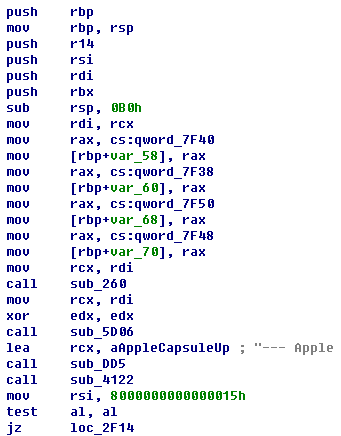 push rbp
mov rbp, rsp
push r14
push rsi
push rdi
push rbx
sub rsp, 0B0h
mov rdi, rcx
mov rax, cs:qword_7F40
mov [rbp+var_58], rax
mov rax, cs:qword_7F38
mov [rbp+var_60], rax
mov rax, cs:qword_7F50
mov [rbp+var_68], rax
mov rax, cs:qword_7F48
mov [rbp+var_70], rax
mov rcx, rdi
call sub_260
mov rcx, rdi
xor edx, edx
call sub_5D06
lea rcx, aAppleCapsuleUp ; "--- Apple
call sub_DD5
call sub_4122
mov rsi, 8000000000000015h
test al, al
jz loc_2F14